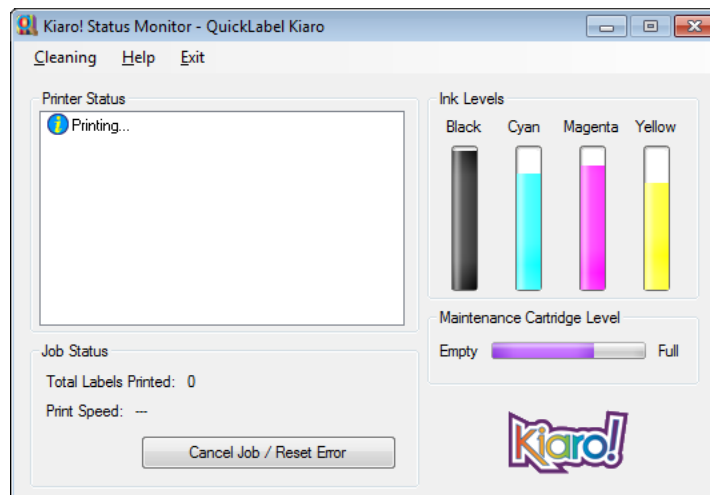 Kiaro! Status Monitor - QuickLabel Kiaro
Cleaning Help Exit
Printer Status
Printing...
Ink Levels
Black Cyan Magenta Yellow
Maintenance Cartridge Level
Empty Full
Job Status
Total Labels Printed: 0
Print Speed: ---
Cancel Job / Reset Error
Kiaro!